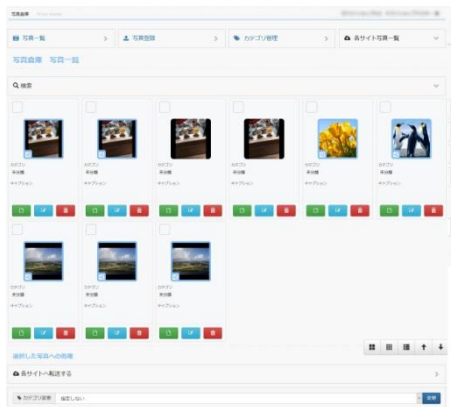 写真倉庫
写真一覧
写真登録
カテゴリ管理
各サイト写真一覧
写真倉庫 写真一覧
検索
カテゴリ カテゴリ カテゴリ カテゴリ カテゴリ カテゴリ
未分類 未分類 未分類 未分類 未分類 未分類
キャプション キャプション キャプション キャプション キャプション キャプション
カテゴリ カテゴリ カテゴリ
未分類 未分類 未分類
キャプション キャプション キャプション
選択した写真への処理
各サイトへ転送する
カテゴリ変更 指定しない 変更